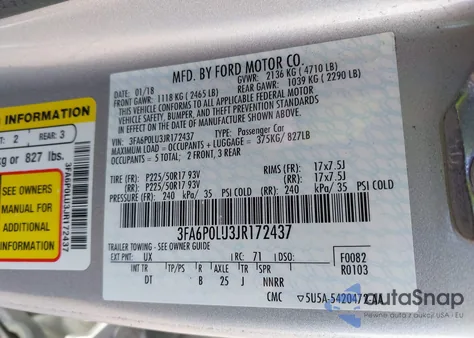 MFD. BY FORD MOTOR CO.
01/18 GVWR: 2136 KG ( 4710 LB)
FRONT GAWR: 1118 KG ( 2465 LB) REAR GAWR: 1039 KG ( 2290 LB)
THIS VEHICLE CONFORMS TO ALL APPLICABLE FEDERAL MOTOR
VEHICLE SAFETY, BUMPER, AND THEFT PREVENTION STANDARDS
IN EFFECT ON THE DATE OF MANUFACTURE SHOWN ABOVE.
VIN: 3FA6P0LU3JR172437 TYPE: Passenger Car
MAXIMUM LOAD = OCCUPANTS + LUGGAGE = 375KG/ 827LB
OCCUPANTS = 5 TOTAL: 2 FRONT, 3 REAR
TIRE (FR): P225/50R17 93V RIMS (FR): 17x7.5J
(RR): P225/50R17 93V (RR): 17x7.5J
PRESSURE (FR): 240 kPa/ 35 PSI COLD (RR): 240 kPa/ 35 PSI COLD
3FA6P0LU3JR172437
TRAILER TOWING - SEE OWNER GUIDE
EXT PNT: UX RC: 71 DSO: F0082
R0103
INT TR TP/PS R AXLE TR SPR
DT B 25 J NNRR
CMC 5U5A-5420472-AA
INFORMATION
2 REAR: 3
kg or 827 lbs.
SEE OWNERS
MANUAL FOR
ADDITIONAL
INFORMATION
3FA6P0LU3JR172437
autoSnap